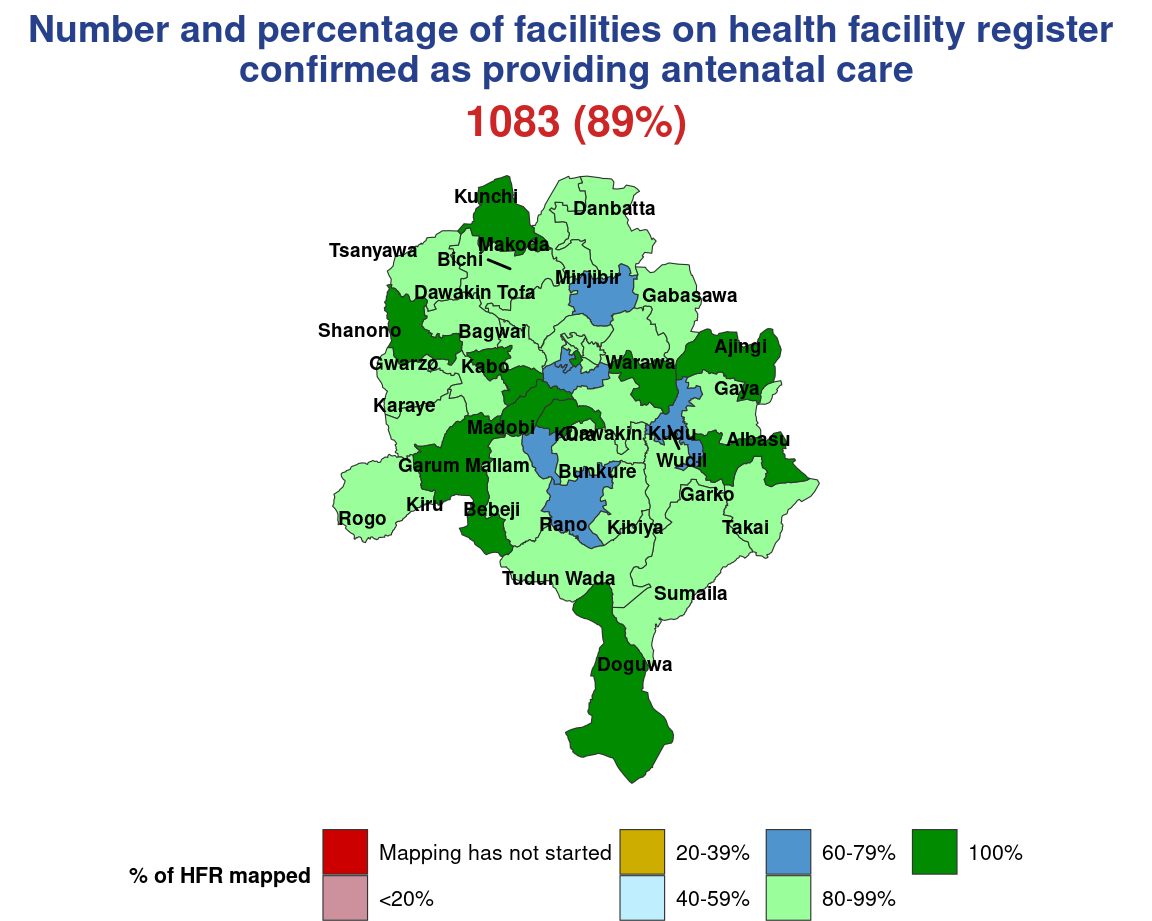 Number and percentage of facilities on health facility register
confirmed as providing antenatal care
1083 (89%)
Kunchi
Danbatta
Makoda
Tsanyawa
Bichi
Minjibir
Dawakin Tofa
Gabasawa
Shanono
Bagwai
Ajingi
Gwarzo
Kabo
Warawa
Gaya
Karaye
Madobi
Kura
Dawakin Kudu
Albasu
Wudil
Garum Mallam
Bunkure
Garko
Kiru
Bebeji
Rogo
Rano
Kibiya
Takai
Tudun Wada
Sumaila
Doguwa
% of HFR mapped
Mapping has not started
20-39%
60-79%
100%
<20%
40-59%
80-99%